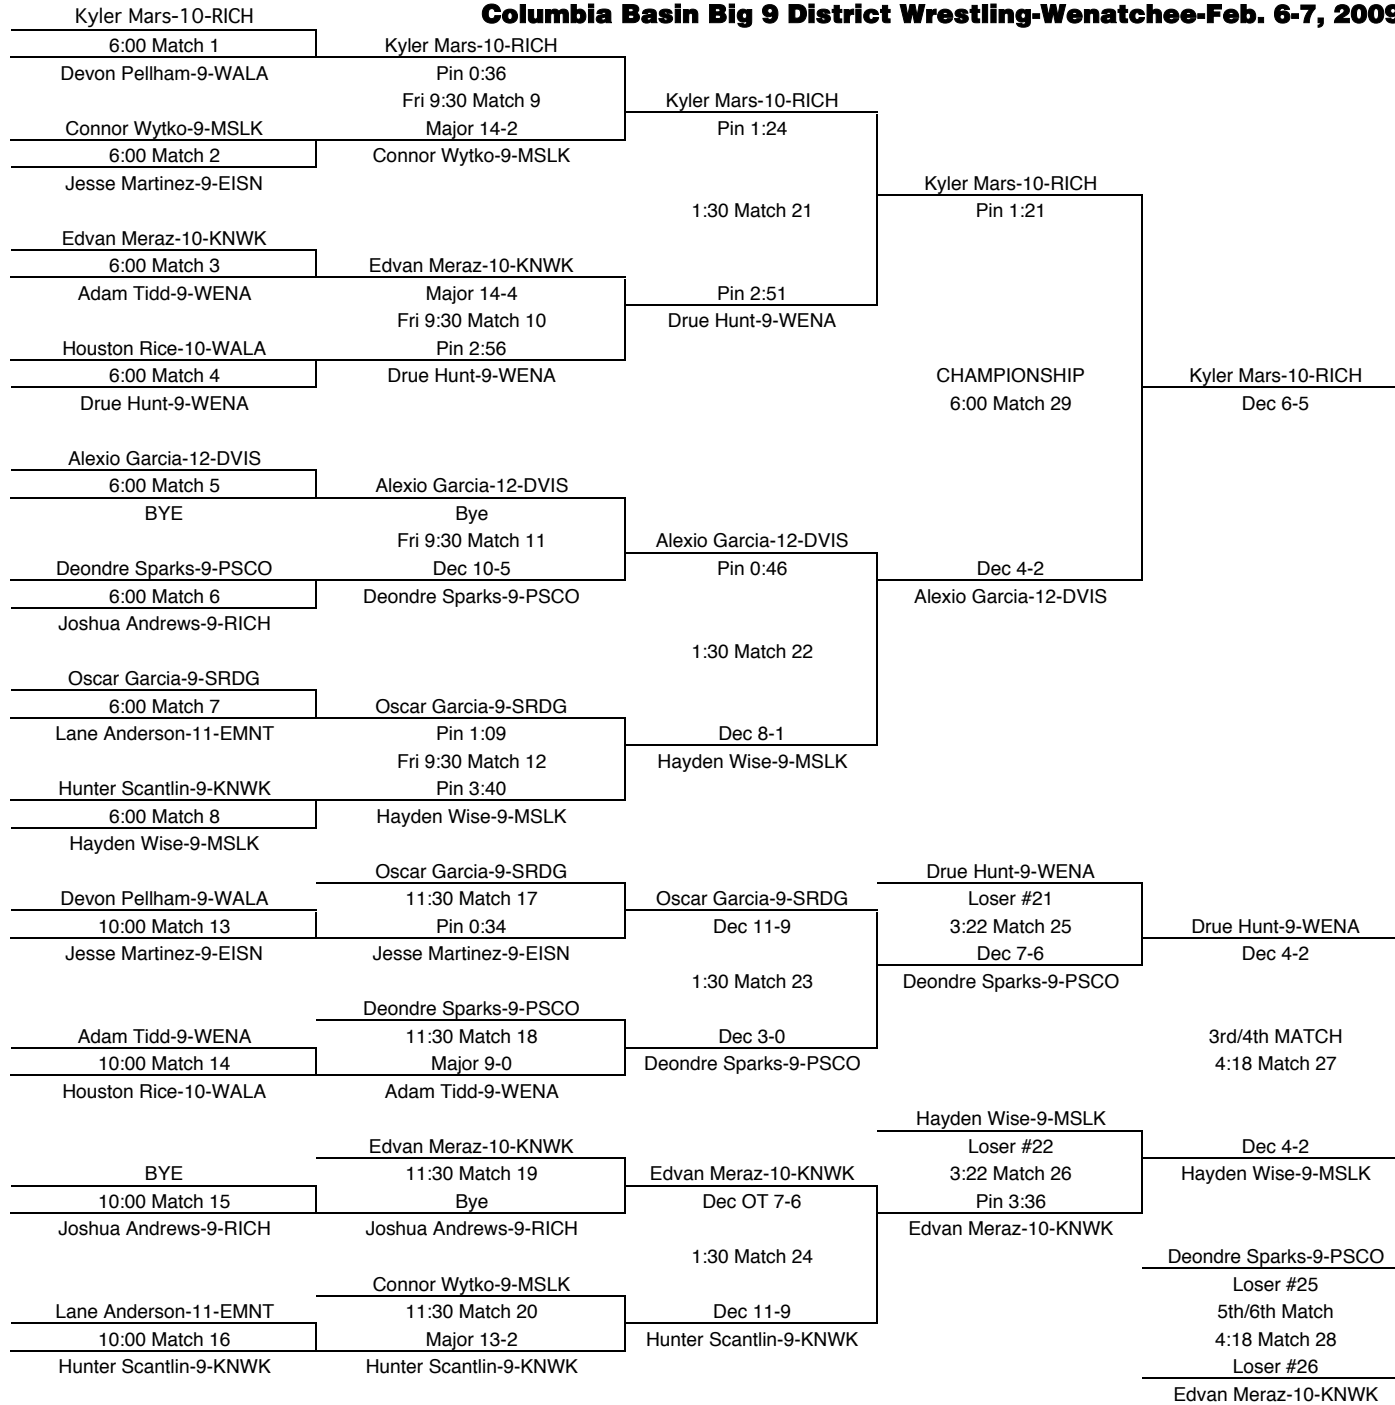 Columbia Basin Big 9 District Wrestling-Wenatchee-Feb. 6-7, 2009
Kyler Mars-10-RICH
6:00 Match 1
Devon Pellham-9-WALA
Connor Wytko-9-MSLK
6:00 Match 2
Jesse Martinez-9-EISN
Edvan Meraz-10-KNWK
6:00 Match 3
Adam Tidd-9-WENA
Houston Rice-10-WALA
6:00 Match 4
Drue Hunt-9-WENA
Alexio Garcia-12-DVIS
6:00 Match 5
BYE
Deondre Sparks-9-PSCO
6:00 Match 6
Joshua Andrews-9-RICH
Oscar Garcia-9-SRDG
6:00 Match 7
Lane Anderson-11-EMNT
Hunter Scantlin-9-KNWK
6:00 Match 8
Hayden Wise-9-MSLK
Kyler Mars-10-RICH
Pin 0:36
Fri 9:30 Match 9
Major 14-2
Connor Wytko-9-MSLK
Edvan Meraz-10-KNWK
Major 14-4
Fri 9:30 Match 10
Pin 2:56
Drue Hunt-9-WENA
Alexio Garcia-12-DVIS
Bye
Fri 9:30 Match 11
Dec 10-5
Deondre Sparks-9-PSCO
Oscar Garcia-9-SRDG
Pin 1:09
Fri 9:30 Match 12
Pin 3:40
Hayden Wise-9-MSLK
Kyler Mars-10-RICH
Pin 1:24
1:30 Match 21
Pin 2:51
Drue Hunt-9-WENA
Alexio Garcia-12-DVIS
Pin 0:46
1:30 Match 22
Dec 8-1
Hayden Wise-9-MSLK
Kyler Mars-10-RICH
Pin 1:21
CHAMPIONSHIP
6:00 Match 29
Dec 4-2
Alexio Garcia-12-DVIS
Kyler Mars-10-RICH
Dec 6-5
Devon Pellham-9-WALA
10:00 Match 13
Jesse Martinez-9-EISN
Adam Tidd-9-WENA
10:00 Match 14
Houston Rice-10-WALA
BYE
10:00 Match 15
Joshua Andrews-9-RICH
Lane Anderson-11-EMNT
10:00 Match 16
Hunter Scantlin-9-KNWK
Oscar Garcia-9-SRDG
11:30 Match 17
Pin 0:34
Jesse Martinez-9-EISN
Deondre Sparks-9-PSCO
11:30 Match 18
Major 9-0
Adam Tidd-9-WENA
Edvan Meraz-10-KNWK
11:30 Match 19
Bye
Joshua Andrews-9-RICH
Connor Wytko-9-MSLK
11:30 Match 20
Major 13-2
Hunter Scantlin-9-KNWK
Oscar Garcia-9-SRDG
Dec 11-9
1:30 Match 23
Dec 3-0
Deondre Sparks-9-PSCO
Edvan Meraz-10-KNWK
Dec OT 7-6
1:30 Match 24
Dec 11-9
Hunter Scantlin-9-KNWK
Drue Hunt-9-WENA
Loser #21
3:22 Match 25
Dec 7-6
Deondre Sparks-9-PSCO
Hayden Wise-9-MSLK
Loser #22
3:22 Match 26
Pin 3:36
Edvan Meraz-10-KNWK
Drue Hunt-9-WENA
Dec 4-2
3rd/4th MATCH
4:18 Match 27
Dec 4-2
Hayden Wise-9-MSLK
Deondre Sparks-9-PSCO
Loser #25
5th/6th Match
4:18 Match 28
Loser #26
Edvan Meraz-10-KNWK